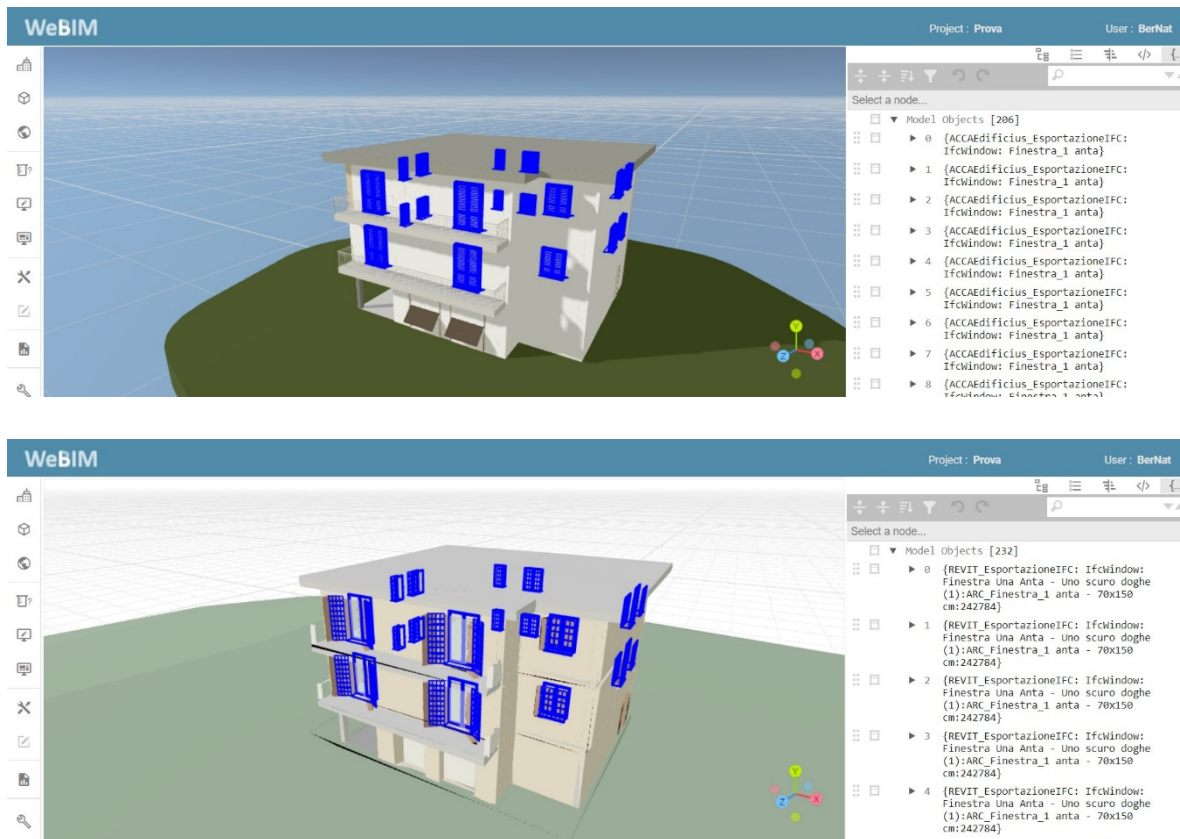 WeBIM
Project : Prova
User : BerNat
Select a node...
Model Objects [206]
0 {ACCAEdificius_EsportazioneIFC:
IfcWindow: Finestra_1 anta}
1 {ACCAEdificius_EsportazioneIFC:
IfcWindow: Finestra_1 anta}
2 {ACCAEdificius_EsportazioneIFC:
IfcWindow: Finestra_1 anta}
3 {ACCAEdificius_EsportazioneIFC:
IfcWindow: Finestra_1 anta}
4 {ACCAEdificius_EsportazioneIFC:
IfcWindow: Finestra_1 anta}
5 {ACCAEdificius_EsportazioneIFC:
IfcWindow: Finestra_1 anta}
6 {ACCAEdificius_EsportazioneIFC:
IfcWindow: Finestra_1 anta}
7 {ACCAEdificius_EsportazioneIFC:
IfcWindow: Finestra_1 anta}
8 {ACCAEdificius_EsportazioneIFC:
IfcWindow: Finestra_1 anta}
Y
Z
X
WeBIM
Project : Prova
User : BerNat
Select a node...
Model Objects [232]
0 {REVIT_EsportazioneIFC: IfcWindow:
Finestra Una Anta - Uno scuro doghe
(1):ARC_Finestra_1 anta - 70x150
cm:242784}
1 {REVIT_EsportazioneIFC: IfcWindow:
Finestra Una Anta - Uno scuro doghe
(1):ARC_Finestra_1 anta - 70x150
cm:242784}
2 {REVIT_EsportazioneIFC: IfcWindow:
Finestra Una Anta - Uno scuro doghe
(1):ARC_Finestra_1 anta - 70x150
cm:242784}
3 {REVIT_EsportazioneIFC: IfcWindow:
Finestra Una Anta - Uno scuro doghe
(1):ARC_Finestra_1 anta - 70x150
cm:242784}
4 {REVIT_EsportazioneIFC: IfcWindow:
Finestra Una Anta - Uno scuro doghe
(1):ARC_Finestra_1 anta - 70x150
cm:242784}
Y
Z
X